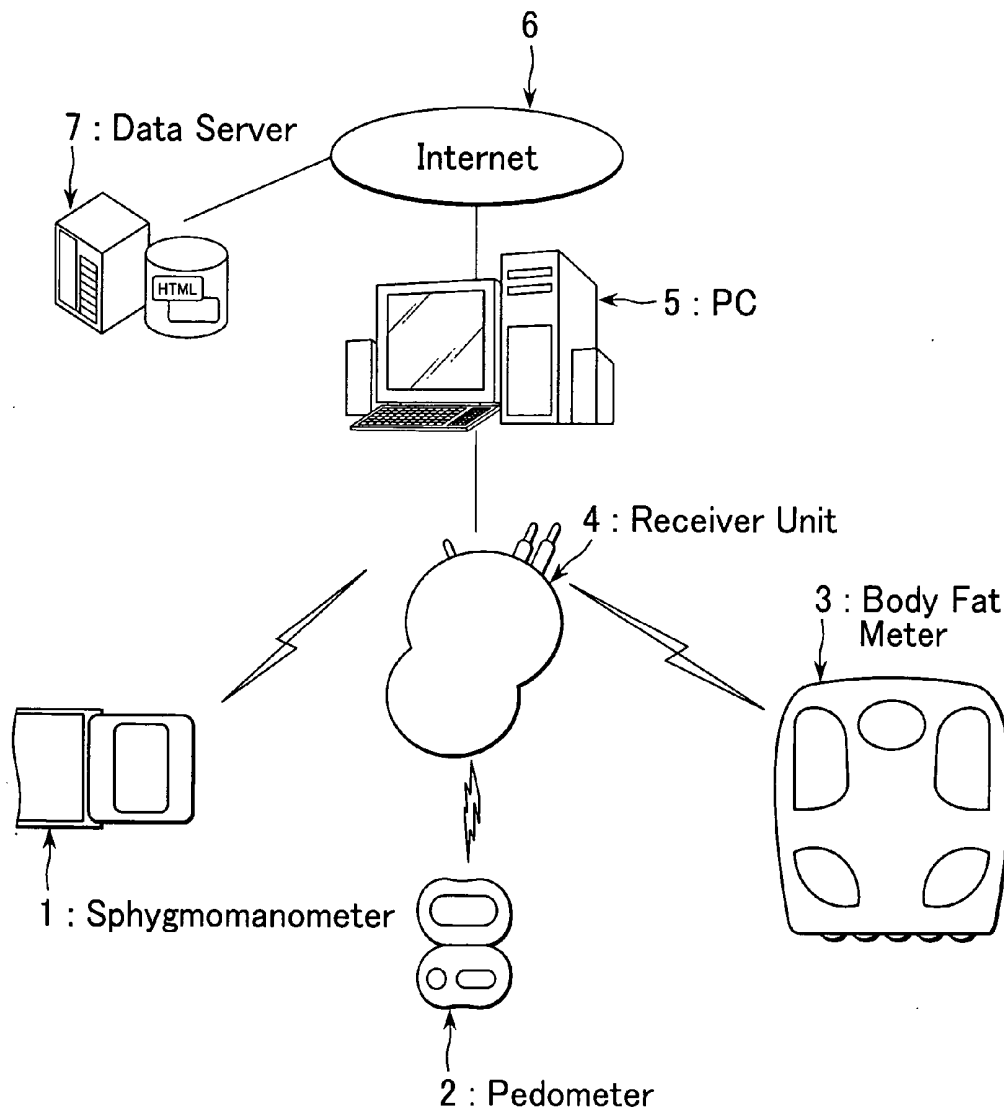 6
7 : Data Server
Internet
HTML
5 : PC
4 : Receiver Unit
3 : Body Fat
Meter
1 : Sphygmomanometer
2 : Pedometer